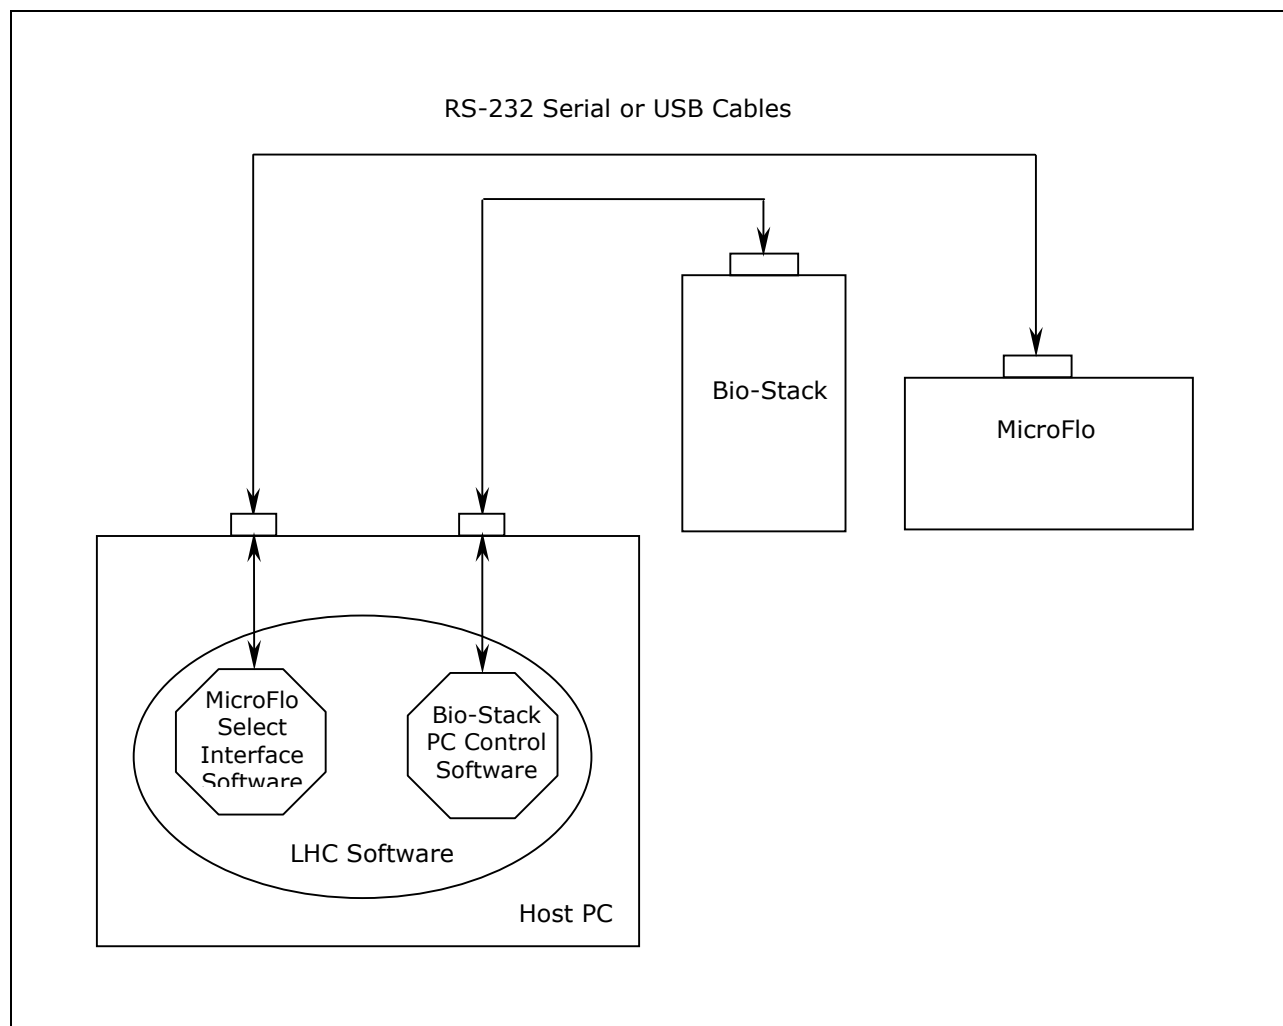 RS-232 Serial or USB Cables
Bio-Stack
MicroFlo
MicroFlo
Select
Interface
Software
Bio-Stack
PC Control
Software
LHC Software
Host PC